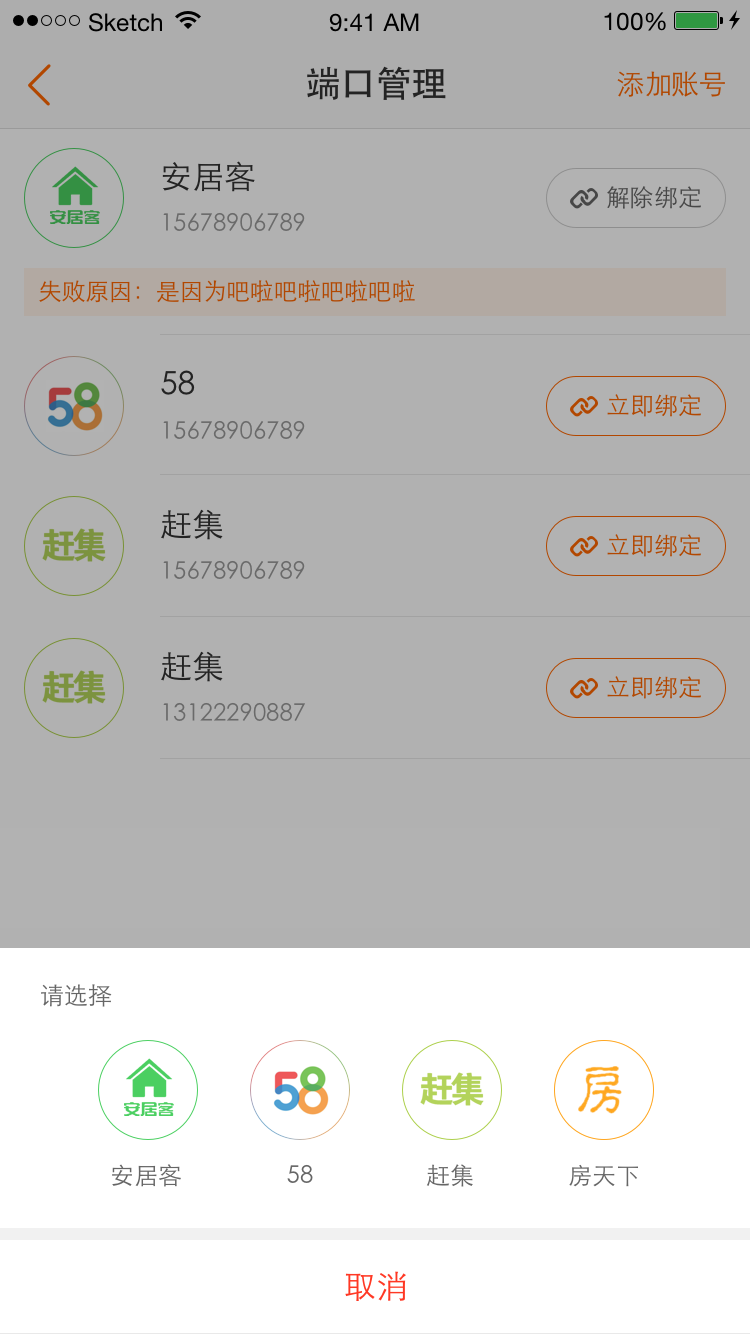 Sketch 9:41 AM 100%
端口管理 添加账号
安居客
安居客
15678906789
解除绑定
失败原因：是因为吧啦吧啦吧啦吧啦
58
58
15678906789
立即绑定
赶集
赶集
15678906789
立即绑定
赶集
赶集
13122290887
立即绑定
请选择
安居客 58 赶集 房
安居客 58 赶集 房天下
取消